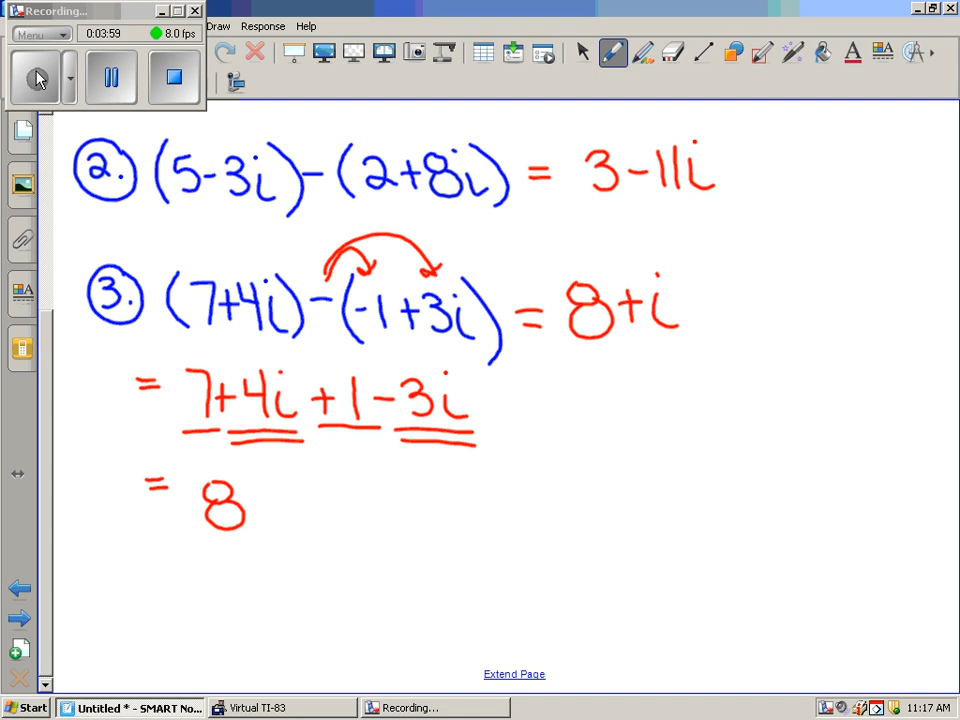 Recording...
Menu 00:03:59 8.0 fps
Draw Response Help
2. (5-3i)-(2+8i) = 3-11i
3. (7+4i)-(-1+3i) = 8+i
= 7+4i+1-3i
= 8
Extend Page
Start Untitled * - SMART No... Virtual TI-83 Recording... 11:17 AM